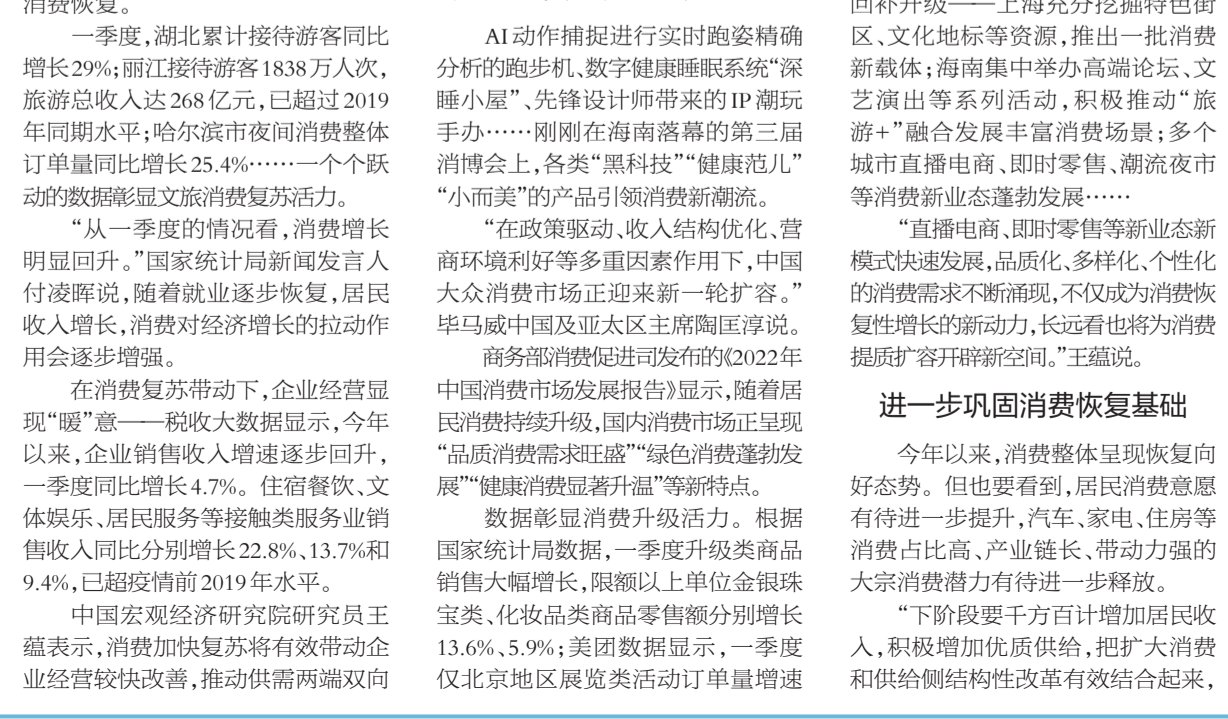 消费恢复。
一季度,湖北累计接待游客同比
增长29%;丽江接待游客1838万人次,
旅游总收入达268亿元,已超过2019
年同期水平;哈尔滨市夜间消费整体
订单量同比增长25.4%……一个个跃
动的数据彰显文旅消费复苏活力。
“从一季度的情况看,消费增长
明显回升。”国家统计局新闻发言人
付凌晖说,随着就业逐步恢复,居民
收入增长,消费对经济增长的拉动作
用会逐步增强。
在消费复苏带动下,企业经营显
现“暖”意——税收大数据显示,今年
以来,企业销售收入增速逐步回升,
一季度同比增长4.7%。住宿餐饮、文
体娱乐、居民服务等接触类服务业销
售收入同比分别增长22.8%、13.7%和
9.4%,已超疫情前2019年水平。
中国宏观经济研究院研究员王
蕴表示,消费加快复苏将有效带动企
业经营较快改善,推动供需两端双向
AI动作捕捉进行实时跑姿精确
分析的跑步机、数字健康睡眠系统“深
睡小屋”、先锋设计师带来的IP潮玩
手办……刚刚在海南落幕的第三届
消博会上,各类“黑科技”“健康范儿”
“小而美”的产品引领消费新潮流。
“在政策驱动、收入结构优化、营
商环境利好等多重因素作用下,中国
大众消费市场正迎来新一轮扩容。”
毕马威中国及亚太区主席陶匡淳说。
商务部消费促进司发布的《2022年
中国消费市场发展报告》显示,随着居
民消费持续升级,国内消费市场正呈现
“品质消费需求旺盛”“绿色消费蓬勃发
展”“健康消费显著升温”等新特点。
数据彰显消费升级活力。根据
国家统计局数据,一季度升级类商品
销售大幅增长,限额以上单位金银珠
宝类、化妆品类商品零售额分别增长
13.6%、5.9%;美团数据显示,一季度
仅北京地区展览类活动订单量增速
回补升级——上海充分挖掘特色街
区、文化地标等资源,推出一批消费
新载体;海南集中举办高端论坛、文
艺演出等系列活动,积极推动“旅
游+”融合发展丰富消费场景;多个
城市直播电商、即时零售、潮流夜市
等消费新业态蓬勃发展……
“直播电商、即时零售等新业态新
模式快速发展,品质化、多样化、个性化
的消费需求不断涌现,不仅成为消费恢
复性增长的新动力,长远看也将为消费
提质扩容开辟新空间。”王蕴说。
进一步巩固消费恢复基础
今年以来,消费整体呈现恢复向
好态势。但也要看到,居民消费意愿
有待进一步提升,汽车、家电、住房等
消费占比高、产业链长、带动力强的
大宗消费潜力有待进一步释放。
“下阶段要千方百计增加居民收
入,积极增加优质供给,把扩大消费
和供给侧结构性改革有效结合起来,